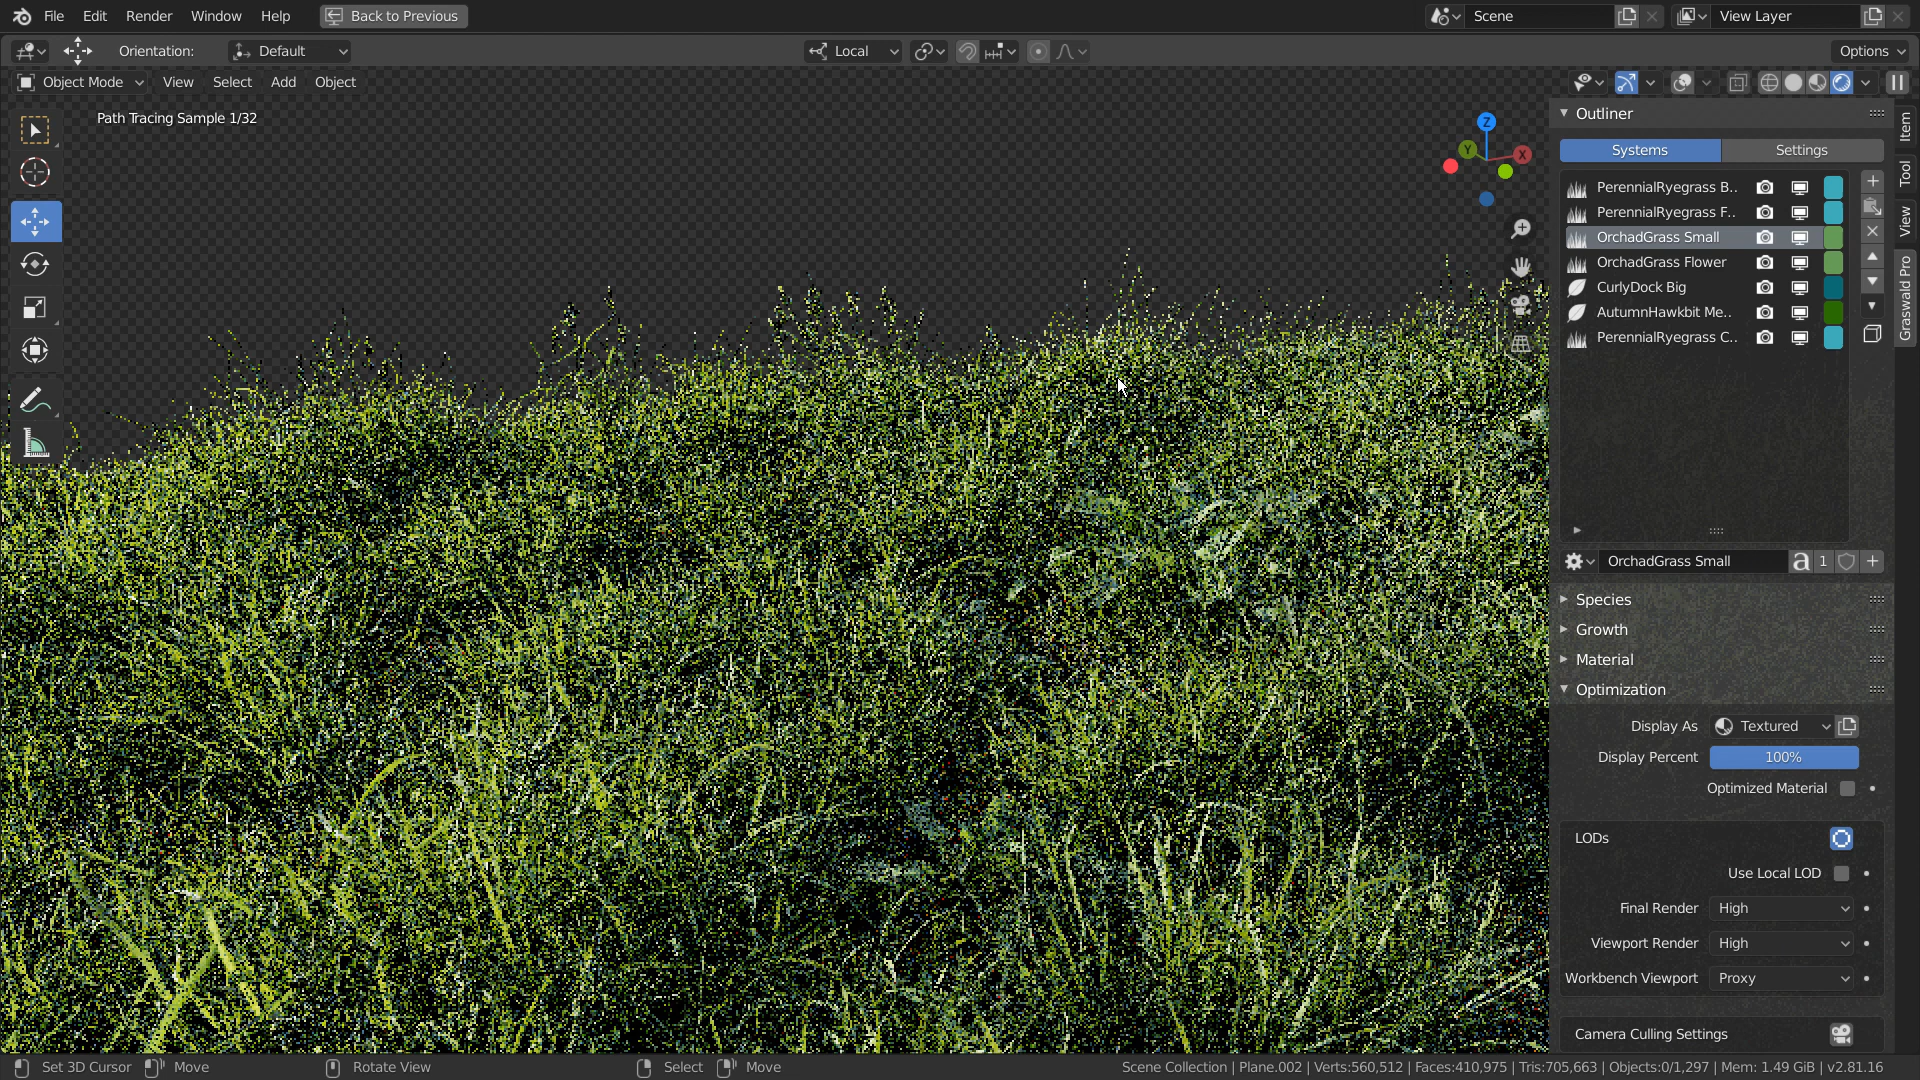 File Edit Render Window Help Back to Previous Scene View Layer
Orientation: Default Local Options
Object Mode View Select Add Object
Path Tracing Sample 1/32
Z
Y X
Outliner
Systems Settings
PerennialRyegrass B..
PerennialRyegrass F..
OrchadGrass Small
OrchadGrass Flower
CurlyDock Big
AutumnHawkbit Me..
PerennialRyegrass C..
Item
Tool
View
Graswald Pro
OrchadGrass Small a 1
Species
Growth
Material
Optimization
Display As Textured
Display Percent 100%
Optimized Material
LODs
Use Local LOD
Final Render High
Viewport Render High
Workbench Viewport Proxy
Camera Culling Settings
Set 3D Cursor Move Rotate View Select Move Scene Collection | Plane.002 | Verts:560,512 | Faces:410,975 | Tris:705,663 | Objects:0/1,297 | Mem: 1.49 GiB | v2.81.16